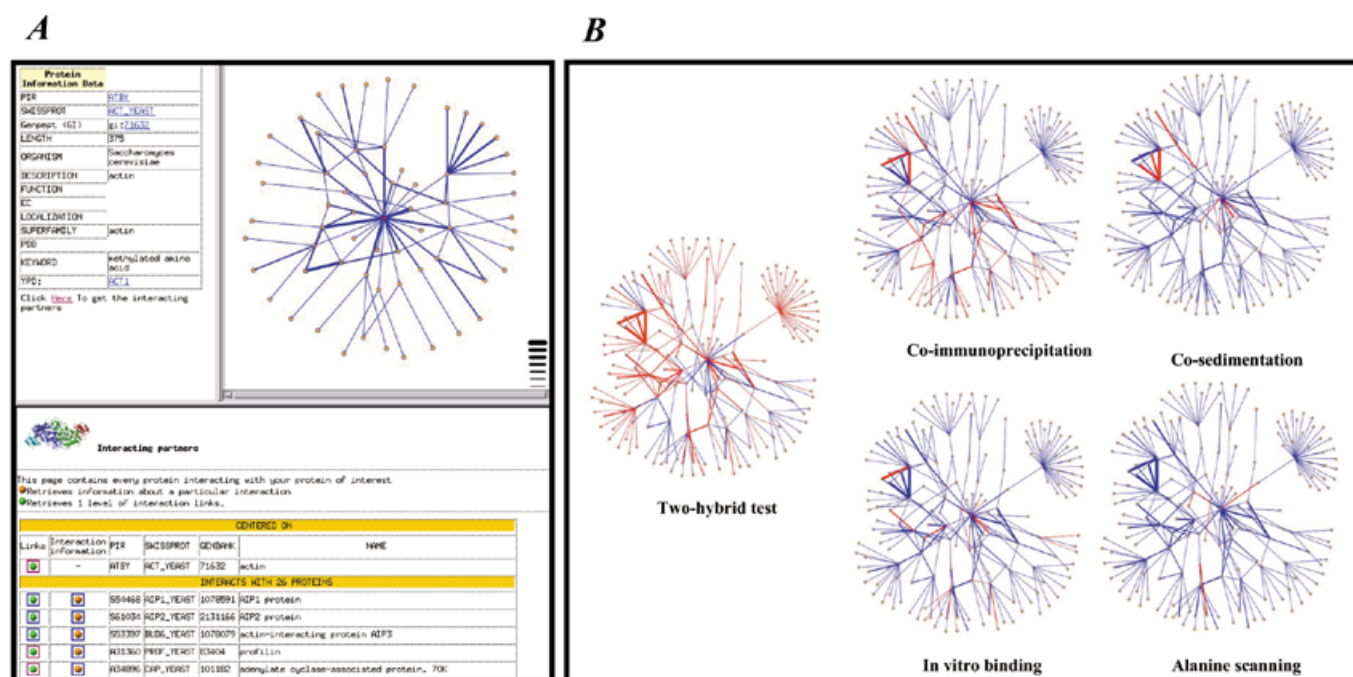 A
B
Protein
Information Data
PIR ATBY
SWISSPROT ACT_YEAST
Genpept (GI) gi:71632
LENGTH 375
ORGANISM Saccharomyces
cerevisiae
DESCRIPTION actin
FUNCTION
EC
LOCALIZATION
SUPERFAMILY actin
PDB
KEYWORD methylated amino
acid
YPD: ACT1
Click Here To get the interacting
partners
Interacting partners
This page contains every protein interacting with your protein of interest
Retrieves information about a particular interaction
Retrieves 1 level of interaction links.
CENTERED ON
Links Interaction information PIR SWISSPROT GENBANK NAME
- ATBY ACT_YEAST 71632 actin
INTERACTS WITH 26 PROTEINS
S54468 AIP1_YEAST 1078591 AIP1 protein
S61034 AIP2_YEAST 2131166 AIP2 protein
S53397 BUD6_YEAST 1078079 actin-interacting protein AIP3
A31360 PROF_YEAST 83404 profilin
A34896 CAP_YEAST 101182 adenylate cyclase-associated protein, 70K
Two-hybrid test
Co-immunoprecipitation
Co-sedimentation
In vitro binding
Alanine scanning